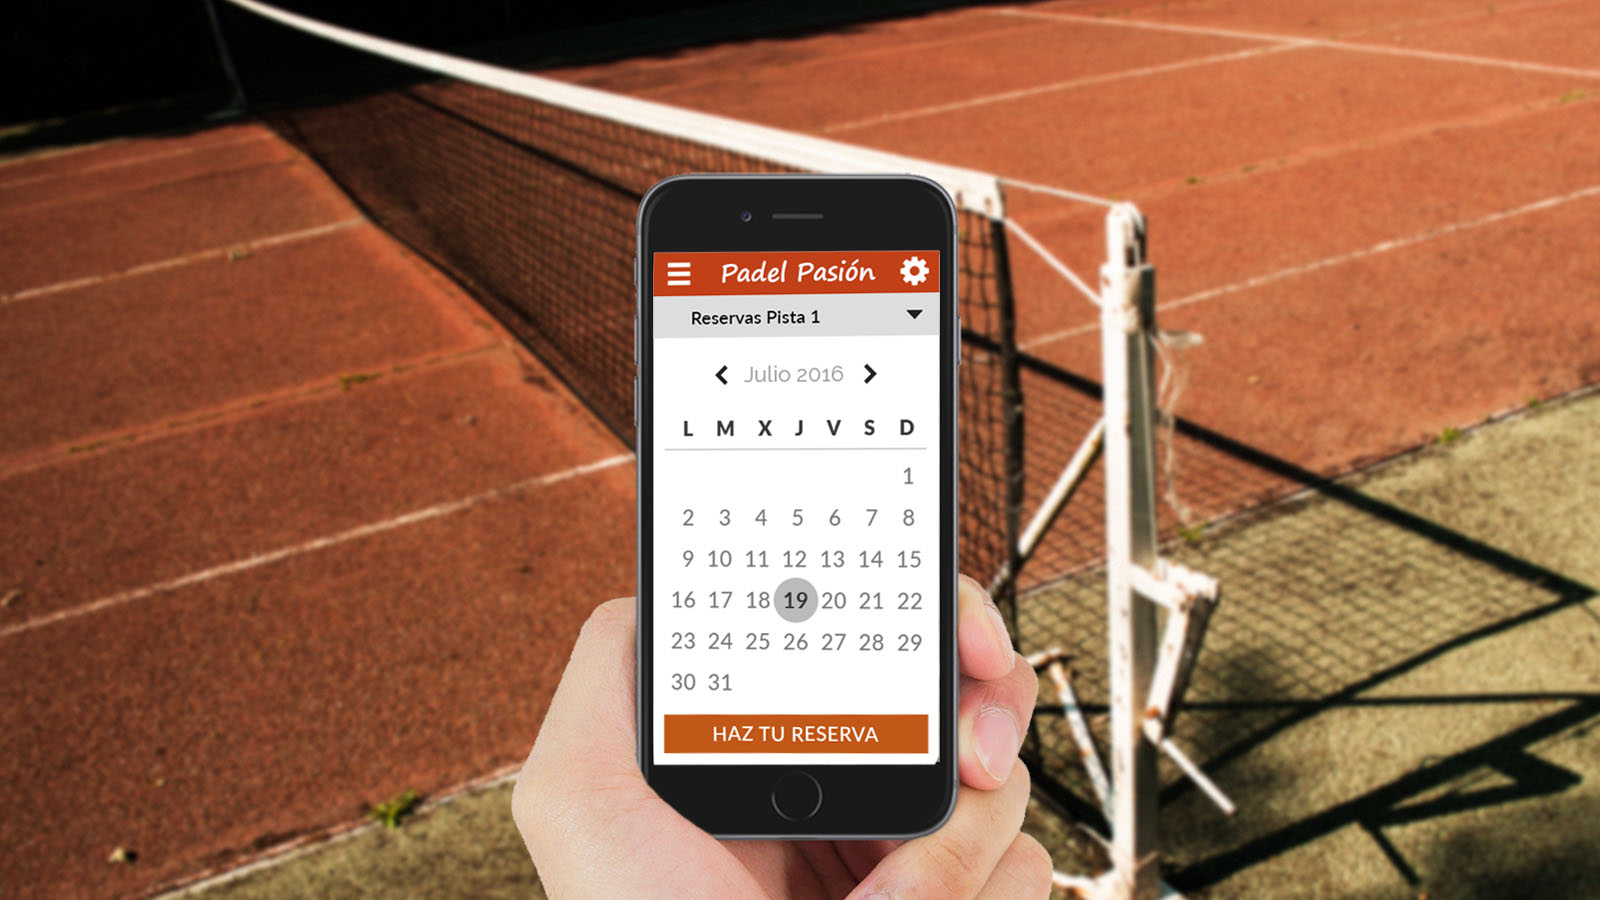 Padel Pasión
Reservas Pista 1
Julio 2016
L M X J V S D
1
2 3 4 5 6 7 8
9 10 11 12 13 14 15
16 17 18 19 20 21 22
23 24 25 26 27 28 29
30 31
HAZ TU RESERVA